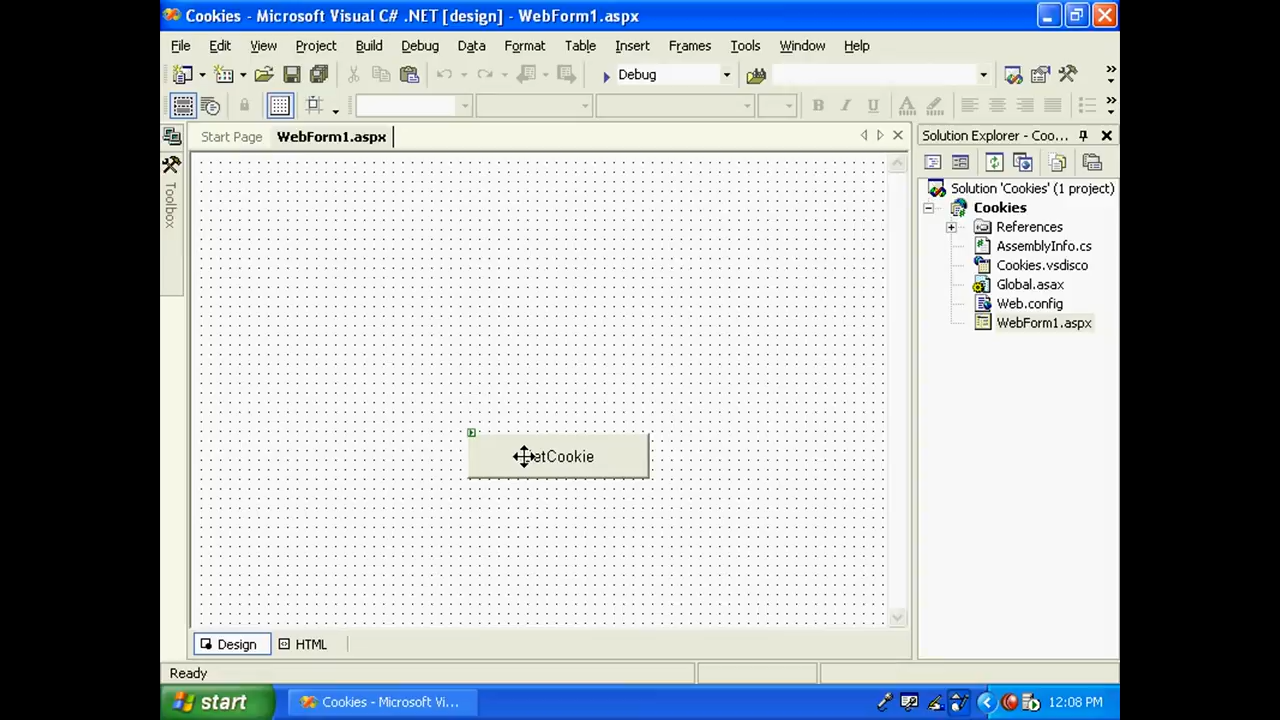 Cookies - Microsoft Visual C# .NET [design] - WebForm1.aspx
File Edit View Project Build Debug Data Format Table Insert Frames Tools Window Help
Debug
B I U A
Start Page WebForm1.aspx
Solution Explorer - Coo...
Toolbox
Solution 'Cookies' (1 project)
Cookies
References
AssemblyInfo.cs
Cookies.vsdisco
Global.asax
Web.config
WebForm1.aspx
Design HTML
Ready
start Cookies - Microsoft Vi... 12:08 PM